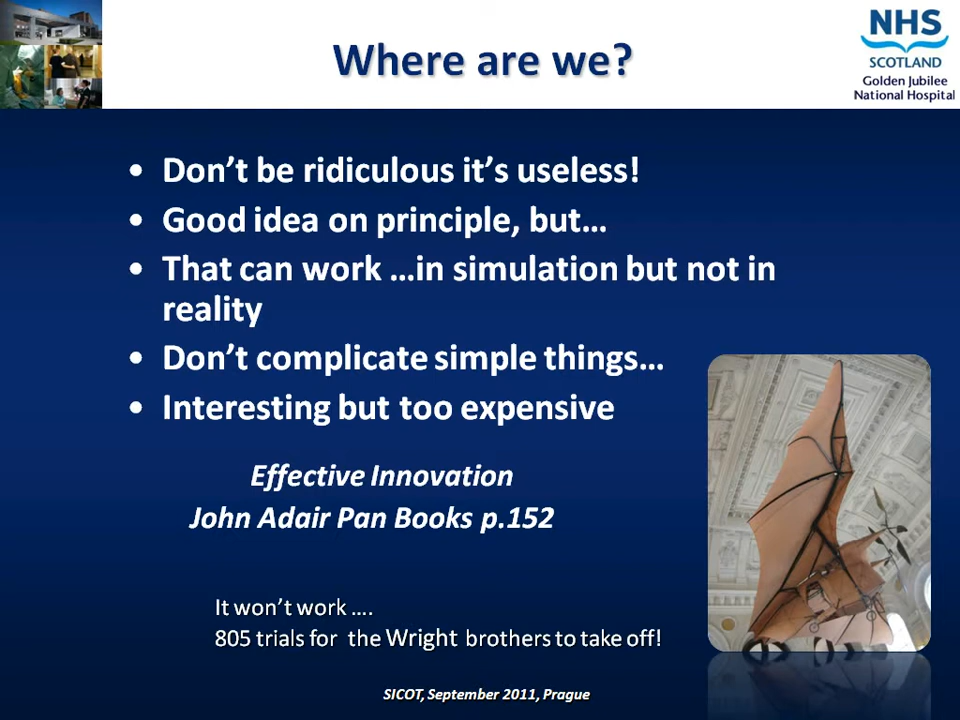 Where are we?
NHS
SCOTLAND
Golden Jubilee
National Hospital
• Don't be ridiculous it's useless!
• Good idea on principle, but...
• That can work ...in simulation but not in
reality
• Don't complicate simple things...
• Interesting but too expensive
Effective Innovation
John Adair Pan Books p.152
It won't work ....
805 trials for the Wright brothers to take off!
SICOT, September 2011, Prague